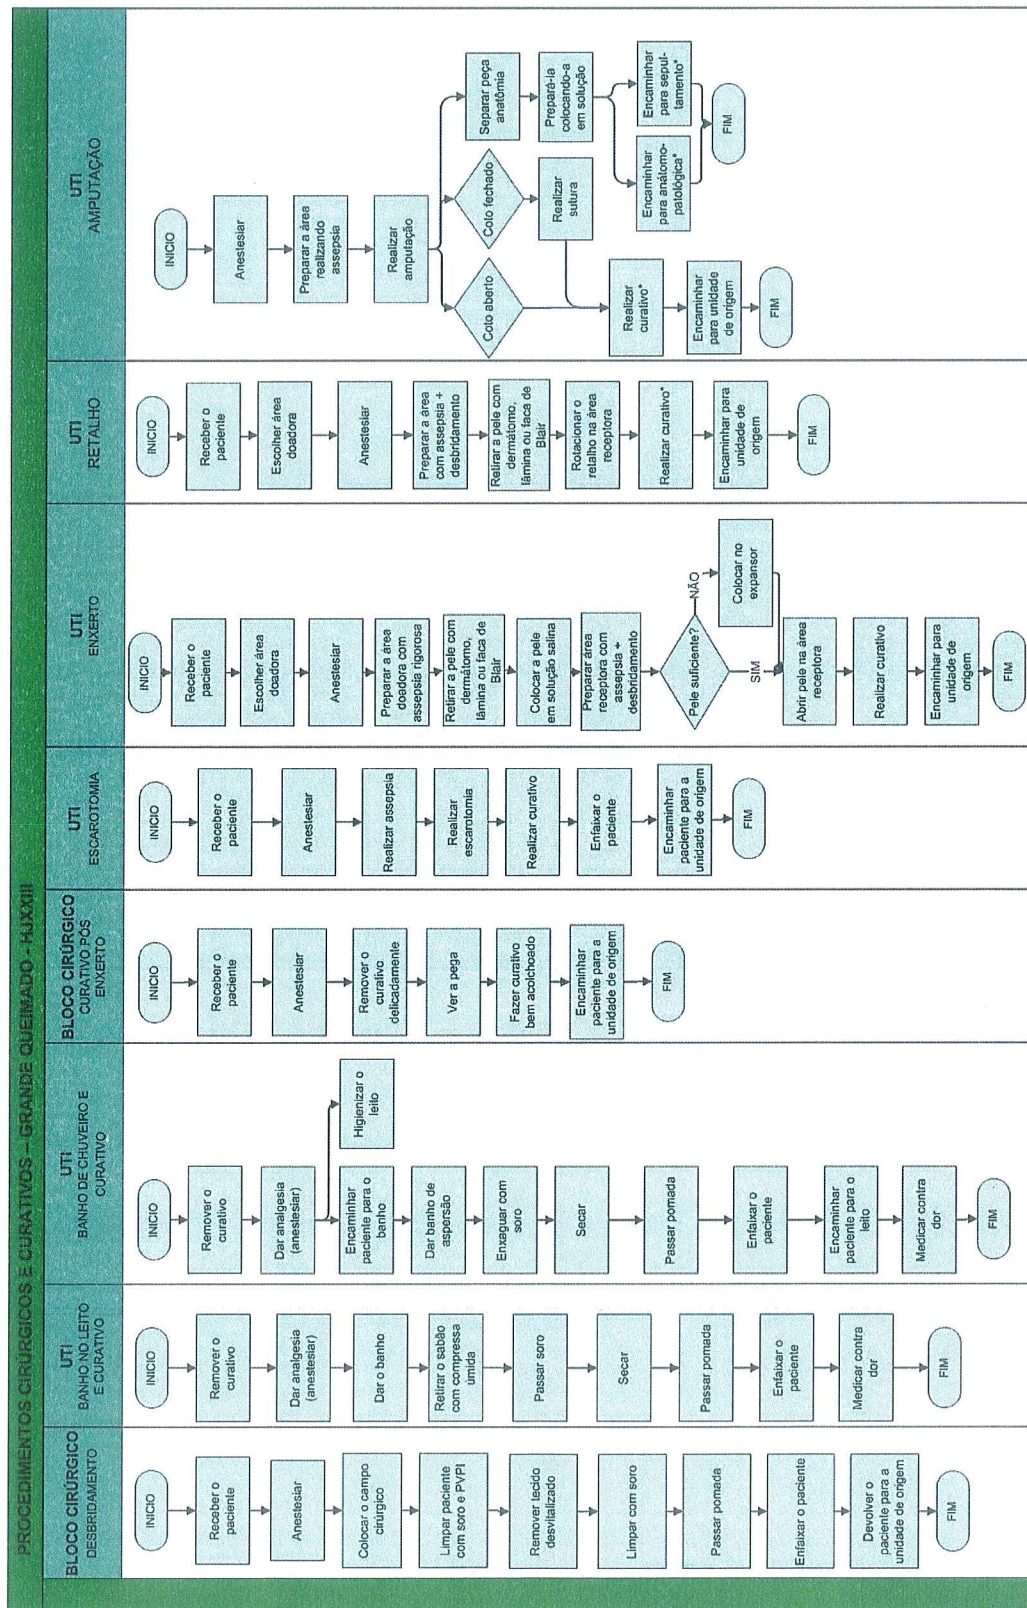 PROCEDIMENTOS CIRÚRGICOS E CURATIVOS – GRANDE QUEIMADO - HJXXIII
BLOCO CIRÚRGICO
DESBRIDAMENTO
INICIO
Receber o
paciente
Anestesiar
Colocar o campo
cirúrgico
Limpar paciente
com soro e PVPI
Remover tecido
desvitalizado
Limpar com soro
Passar pomada
Enfaixar o paciente
Devolver o
paciente para a
unidade de origem
FIM
UTI
BANHO NO LEITO
E CURATIVO
INICIO
Remover o
curativo
Dar analgesia
(anestesiar)
Dar o banho
Retirar o sabão
com compressa
úmida
Passar soro
Secar
Passar pomada
Enfaixar o
paciente
Medicar contra
dor
FIM
UTI
BANHO DE CHUVEIRO E
CURATIVO
INICIO
Remover o
curativo
Dar analgesia
(anestesiar)
Higienizar o
leito
Encaminhar
paciente para o
banho
Dar banho de
aspersão
Enxaguar com
soro
Secar
Passar pomada
Enfaixar o
paciente
Encaminhar
paciente para o
leito
Medicar contra
dor
FIM
BLOCO CIRÚRGICO
CURATIVO PÓS
ENXERTO
INICIO
Receber o
paciente
Anestesiar
Remover o
curativo
delicadamente
Ver a pega
Fazer curativo
bem acolchoado
Encaminhar
paciente para a
unidade de origem
FIM
UTI
ESCAROTOMIA
INICIO
Receber o
paciente
Anestesiar
Realizar assepsia
Realizar
escarotomia
Realizar curativo
Enfaixar o
paciente
Encaminhar
paciente para a
unidade de origem
FIM
UTI
ENXERTO
INICIO
Receber o
paciente
Escolher área
doadora
Anestesiar
Preparar a área
doadora com
assepsia rigorosa
Retirar a pele com
dermátomo,
lâmina ou faca de
Blair
Colocar a pele
em solução salina
Preparar área
receptora com
assepsia +
desbridamento
Pele suficiente?
NÃO
SIM
Colocar no
expansor
Abrir pele na área
receptora
Realizar curativo
Encaminhar para
unidade de
origem
FIM
UTI
RETALHO
INICIO
Receber o
paciente
Escolher área
doadora
Anestesiar
Preparar a área
com assepsia +
desbridamento
Retirar a pele com
dermátomo,
lâmina ou faca de
Blair
Rotacionar o
retalho na área
receptora
Realizar curativo*
Encaminhar para
unidade de
origem
FIM
UTI
AMPUTAÇÃO
INICIO
Anestesiar
Preparar a área
realizando
assepsia
Realizar
amputação
Coto aberto
Coto fechado
Separar peça
anatômia
Realizar
sutura
Prepará-la
colocando-a
em solução
Realizar
curativo*
Encaminhar
para anátomo-
patológica*
Encaminhar
para sepul-
tamento*
Encaminhar
para unidade
de origem
FIM
FIM